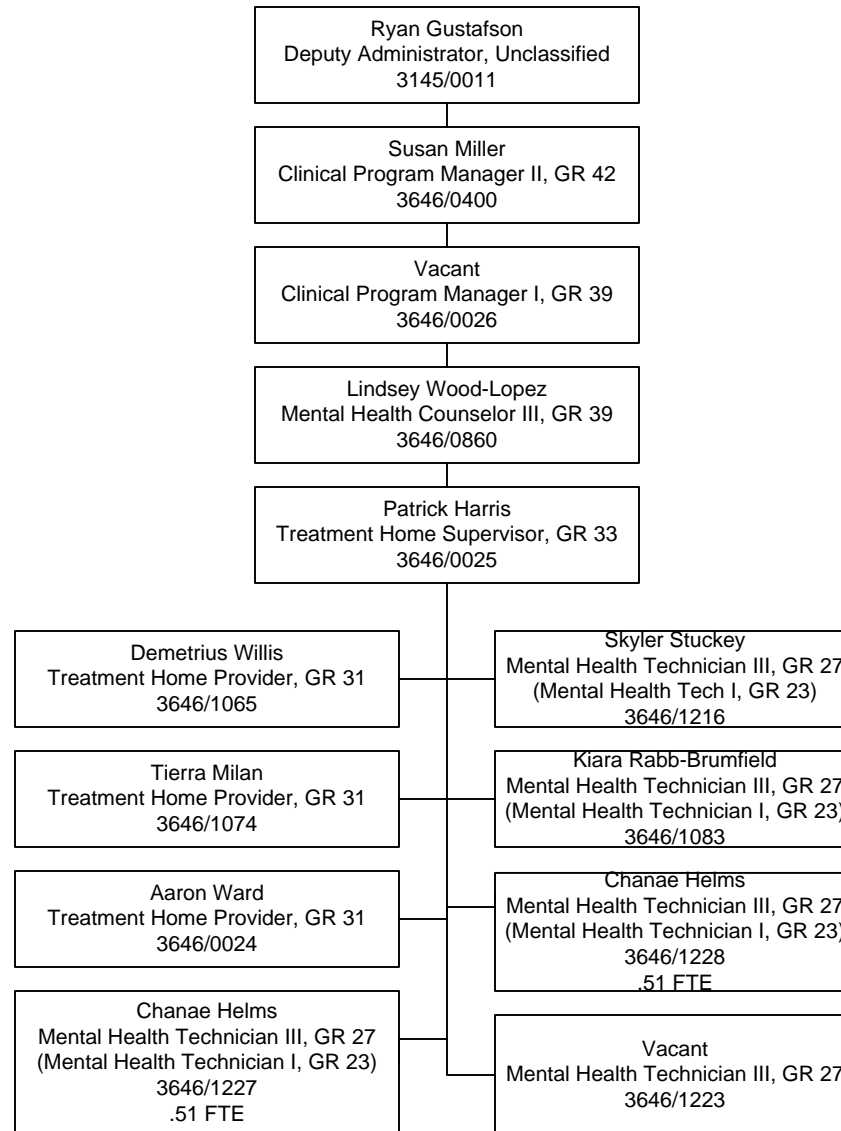 Ryan Gustafson
Deputy Administrator, Unclassified
3145/0011
Susan Miller
Clinical Program Manager II, GR 42
3646/0400
Vacant
Clinical Program Manager I, GR 39
3646/0026
Lindsey Wood-Lopez
Mental Health Counselor III, GR 39
3646/0860
Patrick Harris
Treatment Home Supervisor, GR 33
3646/0025
Demetrius Willis
Treatment Home Provider, GR 31
3646/1065
Skyler Stuckey
Mental Health Technician III, GR 27
(Mental Health Tech I, GR 23)
3646/1216
Tierra Milan
Treatment Home Provider, GR 31
3646/1074
Kiara Rabb-Brumfield
Mental Health Technician III, GR 27
(Mental Health Technician I, GR 23)
3646/1083
Aaron Ward
Treatment Home Provider, GR 31
3646/0024
Chanae Helms
Mental Health Technician III, GR 27
(Mental Health Technician I, GR 23)
3646/1228
.51 FTE
Chanae Helms
Mental Health Technician III, GR 27
(Mental Health Technician I, GR 23)
3646/1227
.51 FTE
Vacant
Mental Health Technician III, GR 27
3646/1223